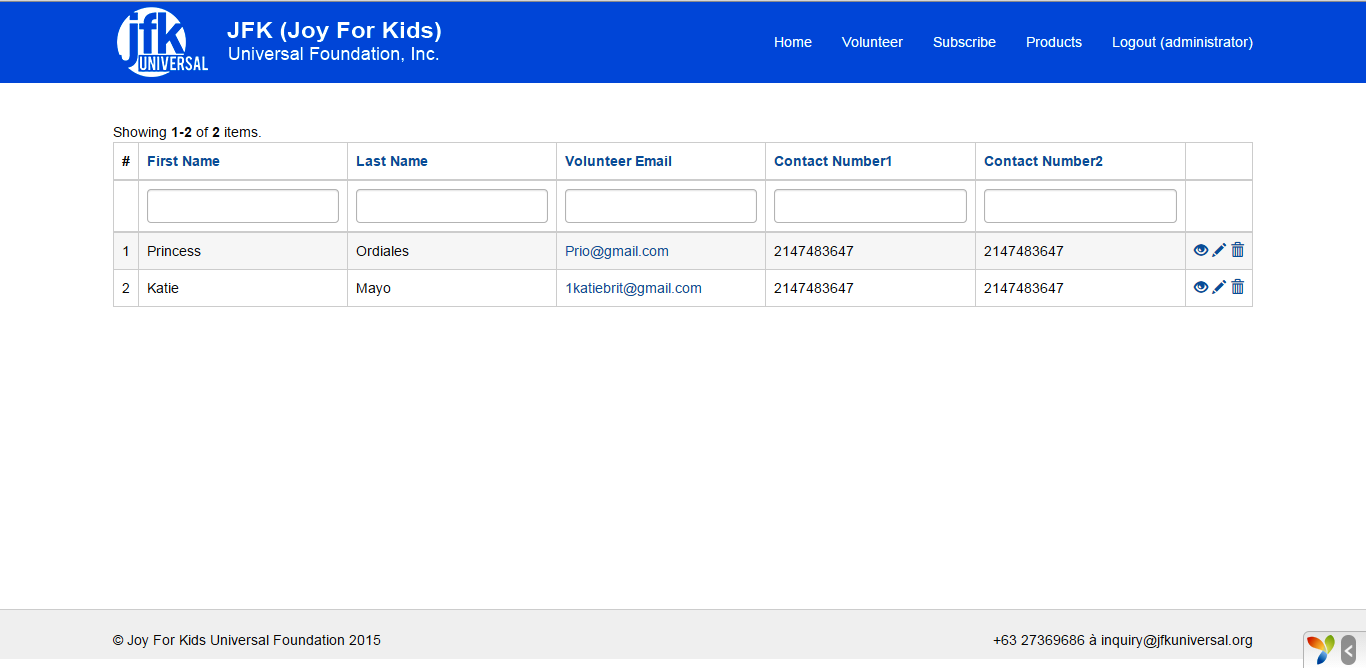 jfk UNIVERSAL
JFK (Joy For Kids)
Universal Foundation, Inc.
Home Volunteer Subscribe Products Logout (administrator)
Showing 1-2 of 2 items.
# First Name Last Name Volunteer Email Contact Number1 Contact Number2
1 Princess Ordiales Prio@gmail.com 2147483647 2147483647
2 Katie Mayo 1katiebrit@gmail.com 2147483647 2147483647
© Joy For Kids Universal Foundation 2015 +63 27369686 à inquiry@jfkuniversal.org